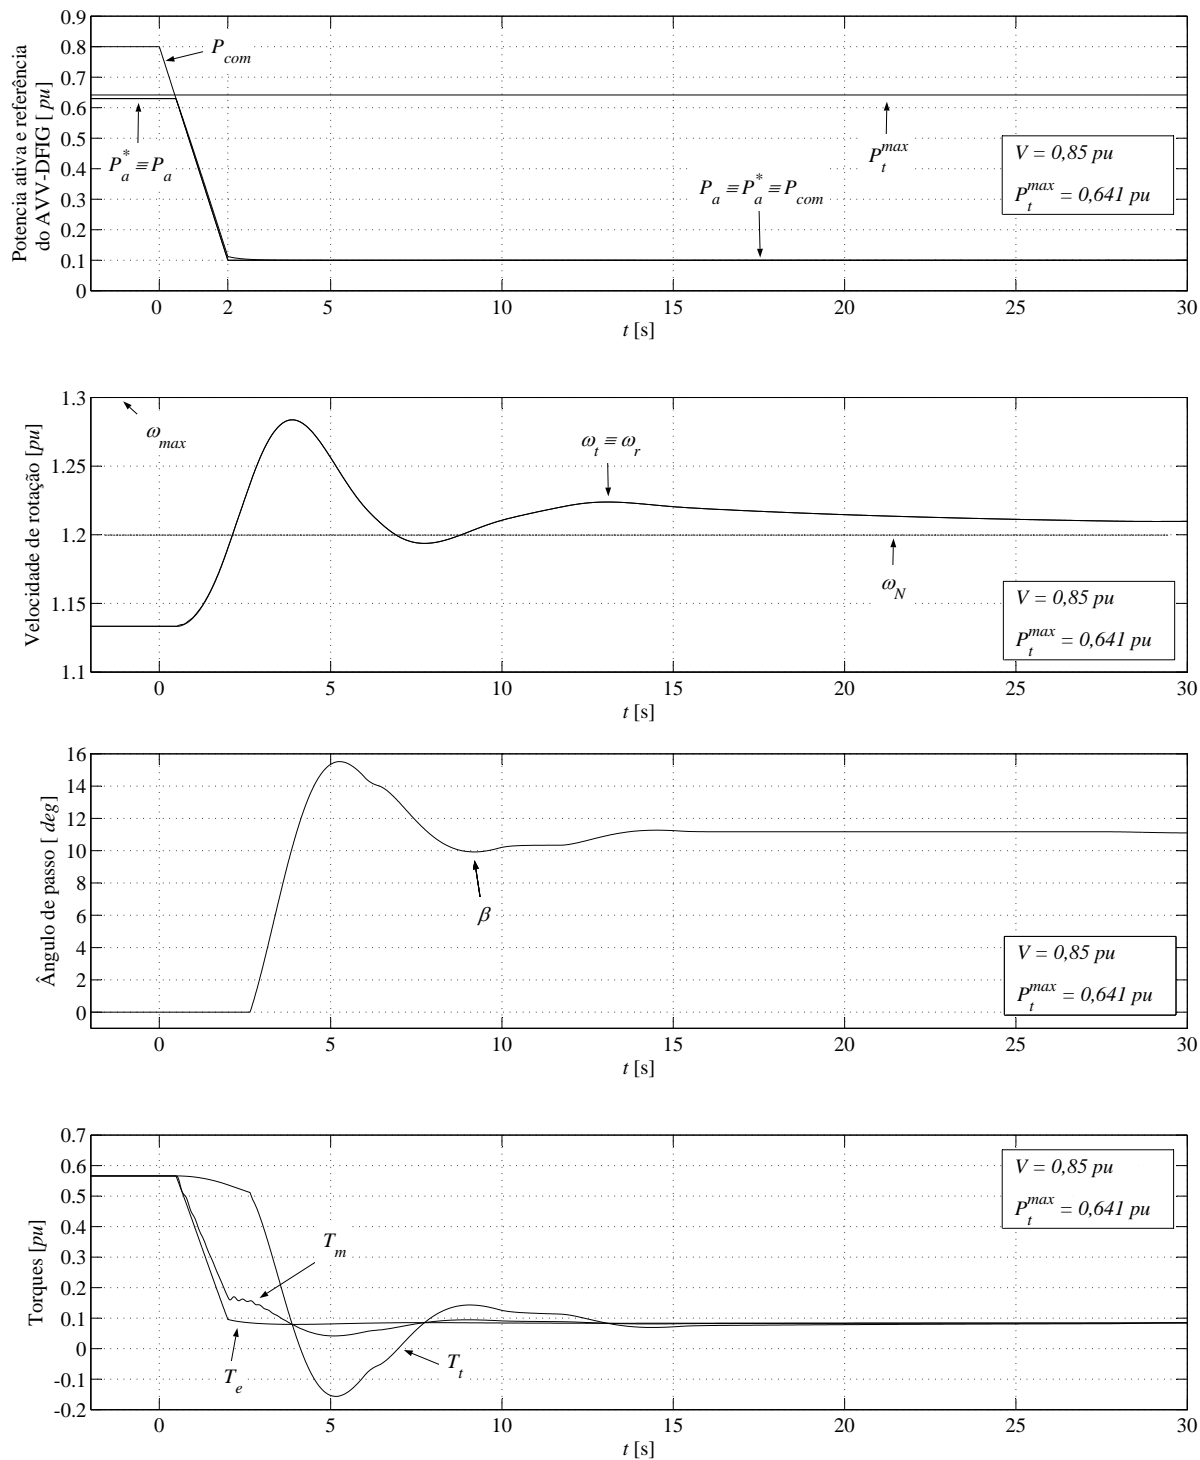 Potencia ativa e referência
do AVV-DFIG [pu]
0.9
0.8
0.7
0.6
0.5
0.4
0.3
0.2
0.1
0
P_com
P_a^* ≡ P_a
P_t^max
P_a ≡ P_a^* ≡ P_com
V = 0,85 pu
P_t^max = 0,641 pu
0 2 5 10 15 20 25 30
t [s]
Velocidade de rotação [pu]
1.3
1.25
1.2
1.15
1.1
ω_max
ω_t ≡ ω_r
ω_N
V = 0,85 pu
P_t^max = 0,641 pu
0 5 10 15 20 25 30
t [s]
Ângulo de passo [deg]
16
14
12
10
8
6
4
2
0
β
V = 0,85 pu
P_t^max = 0,641 pu
0 5 10 15 20 25 30
t [s]
Torques [pu]
0.7
0.6
0.5
0.4
0.3
0.2
0.1
0
-0.1
-0.2
T_m
T_e
T_t
V = 0,85 pu
P_t^max = 0,641 pu
0 5 10 15 20 25 30
t [s]